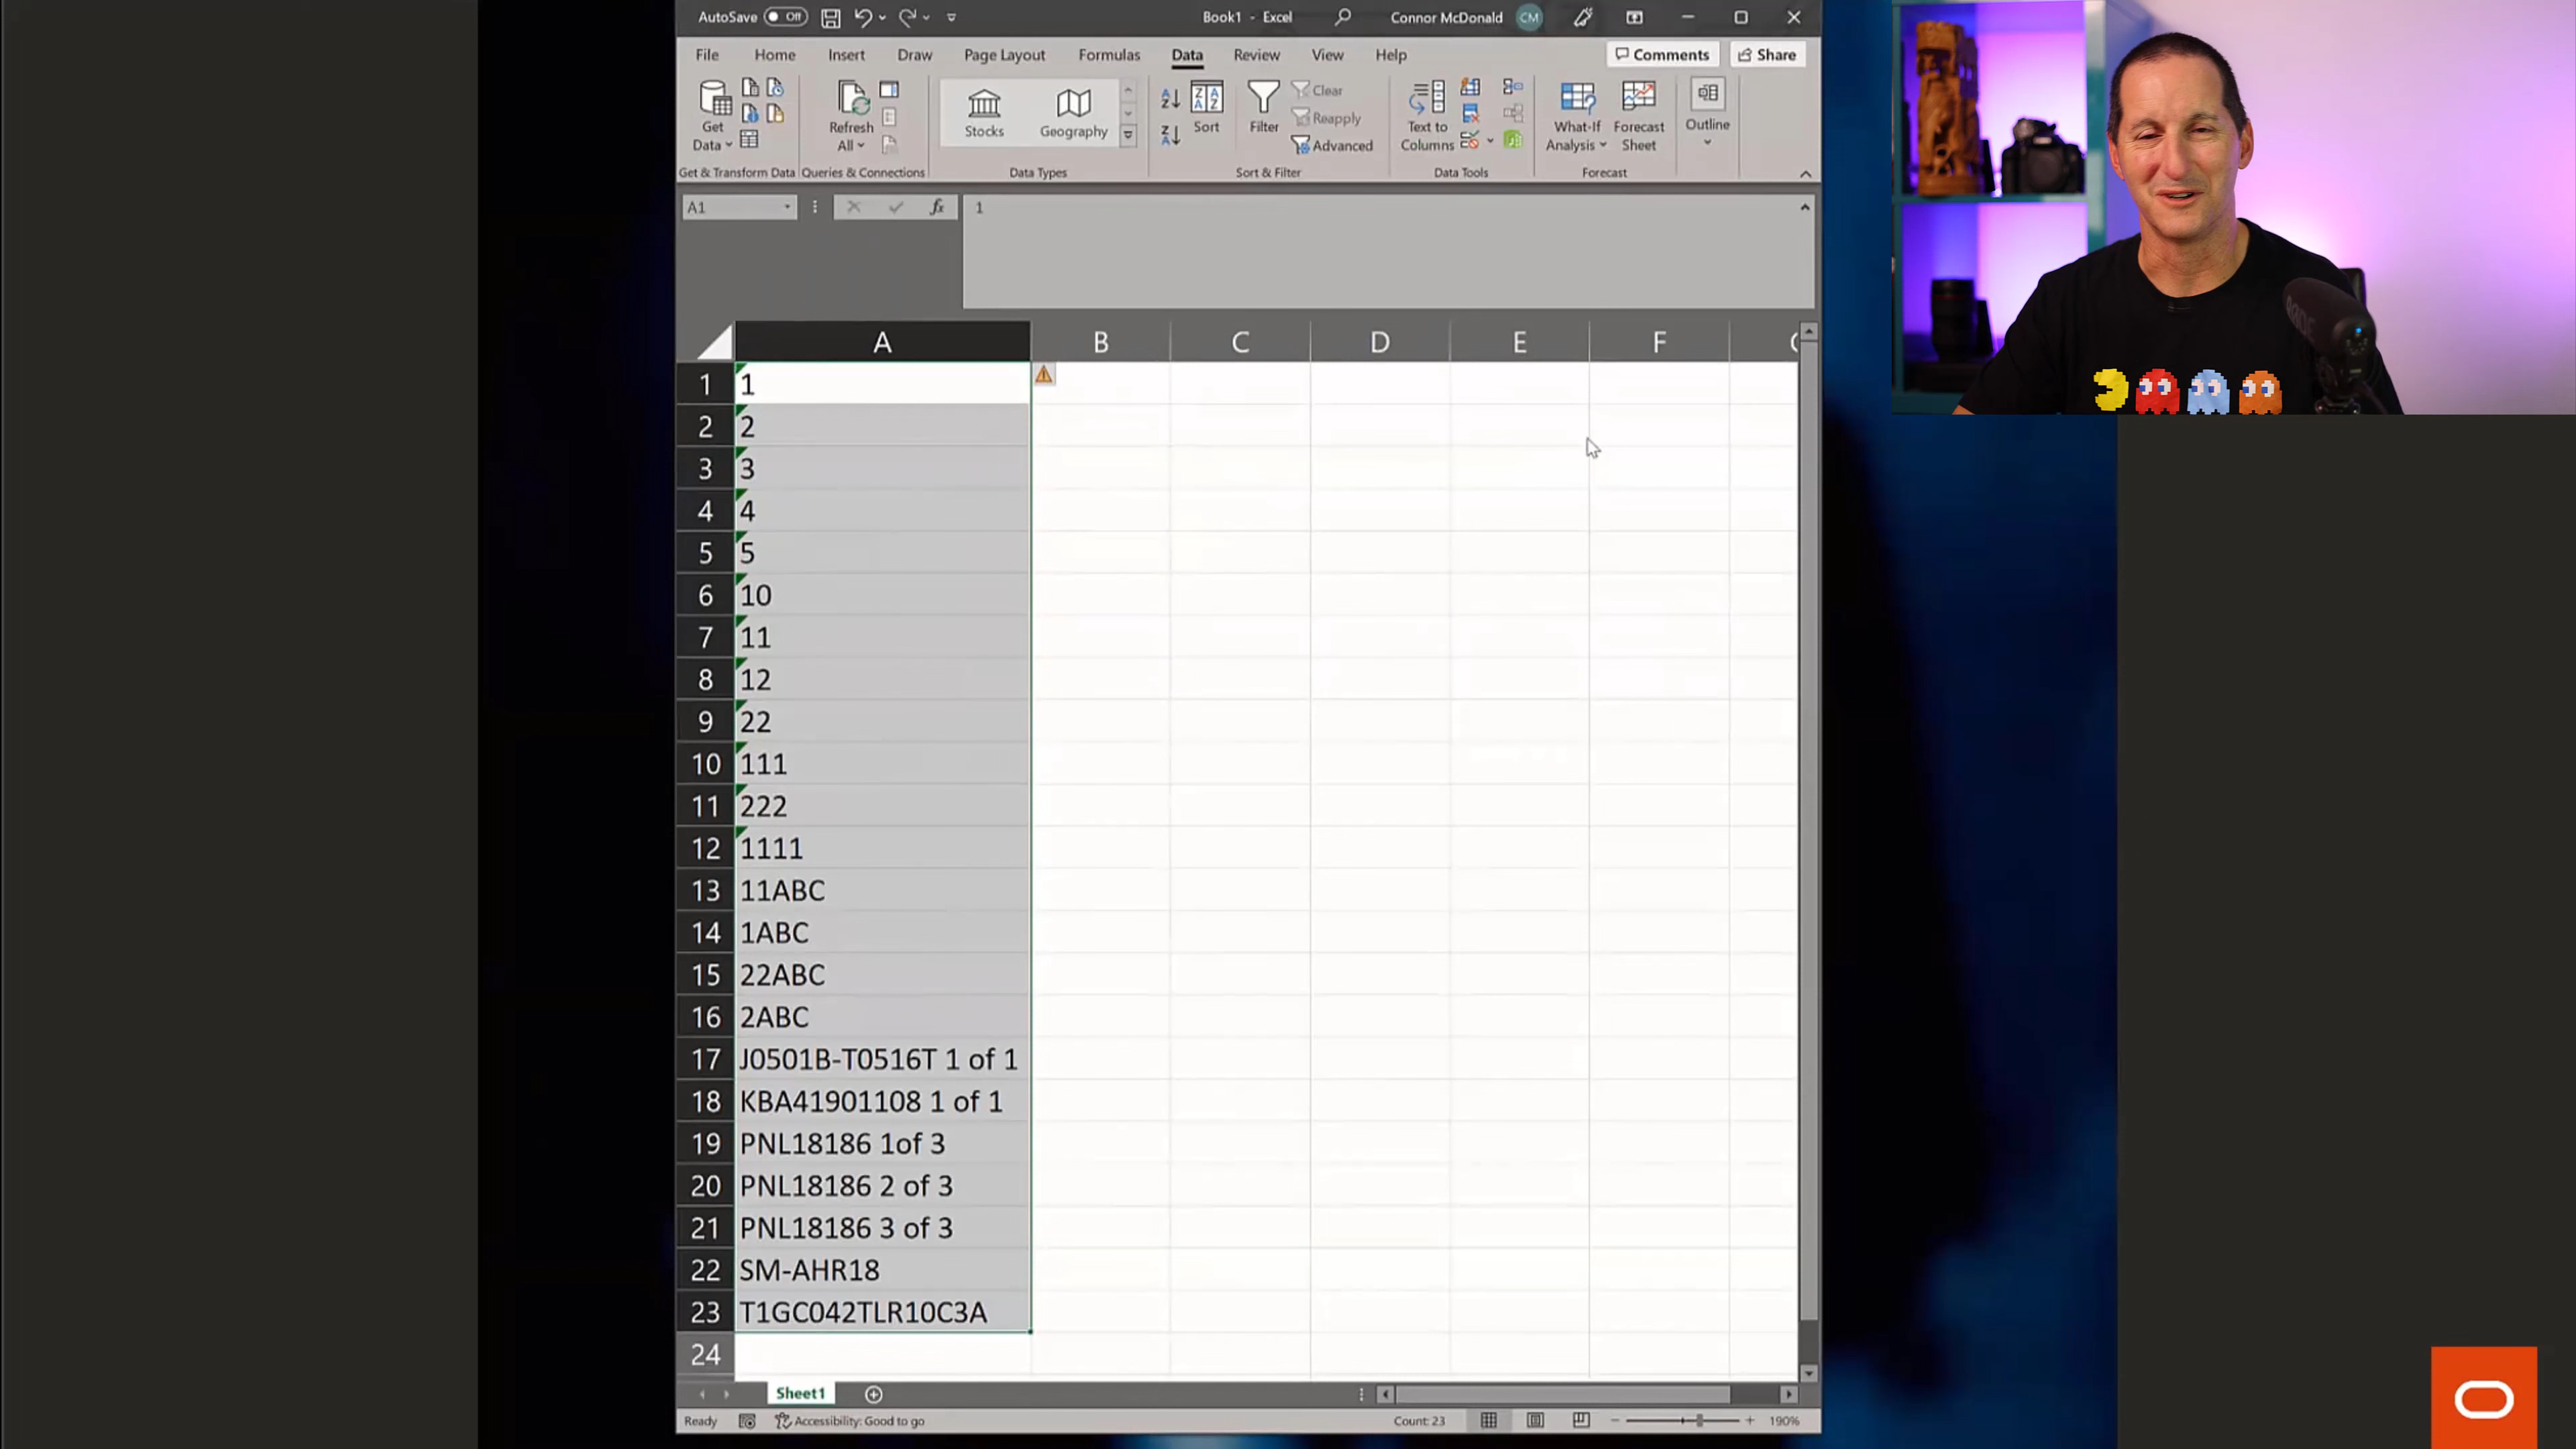 AutoSave Off Book1 - Excel Connor McDonald CM
File Home Insert Draw Page Layout Formulas Data Review View Help Comments Share
Get Data
Refresh All
Stocks
Geography
Sort
Filter
Clear
Reapply
Advanced
Text to Columns
What-If Analysis
Forecast Sheet
Outline
Get & Transform Data Queries & Connections Data Types Sort & Filter Data Tools Forecast
A1 fx 1
A B C D E F
1 1
2 2
3 3
4 4
5 5
6 10
7 11
8 12
9 22
10 111
11 222
12 1111
13 11ABC
14 1ABC
15 22ABC
16 2ABC
17 J0501B-T0516T 1 of 1
18 KBA41901108 1 of 1
19 PNL18186 1of 3
20 PNL18186 2 of 3
21 PNL18186 3 of 3
22 SM-AHR18
23 T1GC042TLR10C3A
24
Sheet1
Ready Accessibility: Good to go Count: 23 190%